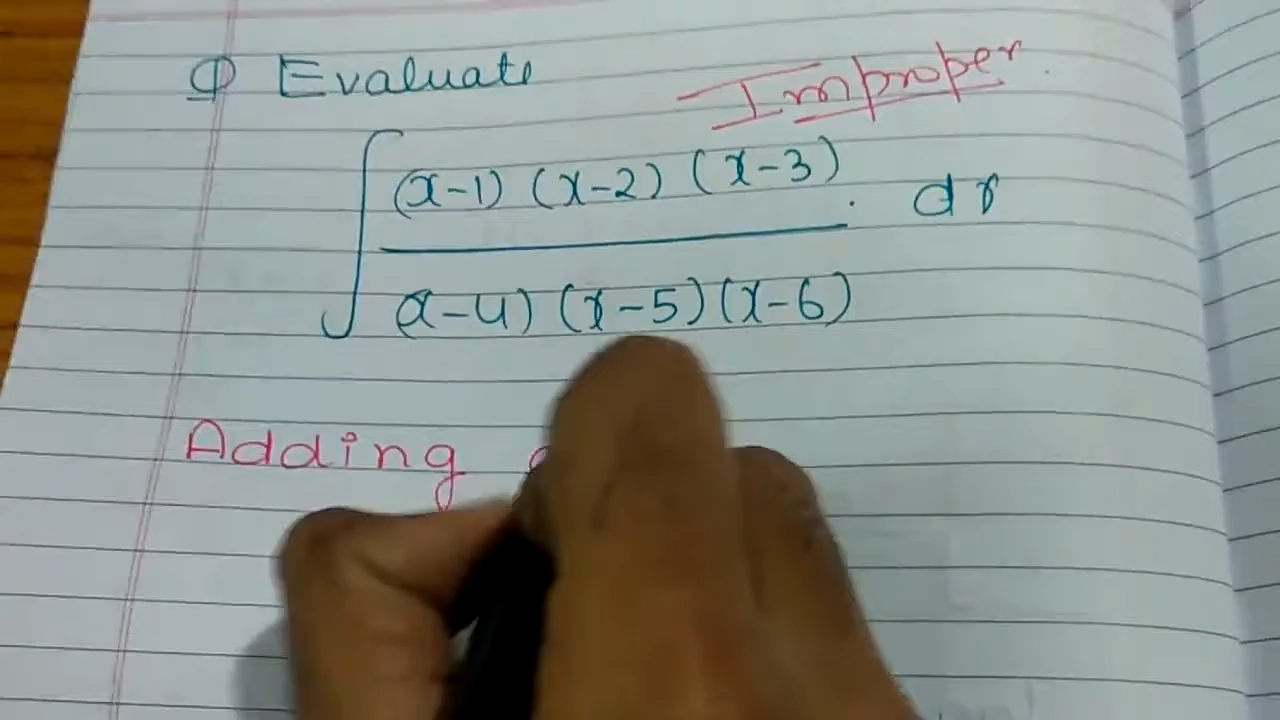 Q Evaluate
Improper
∫ (x-1) (x-2) (x-3) / (x-4) (x-5) (x-6) . dx
Adding